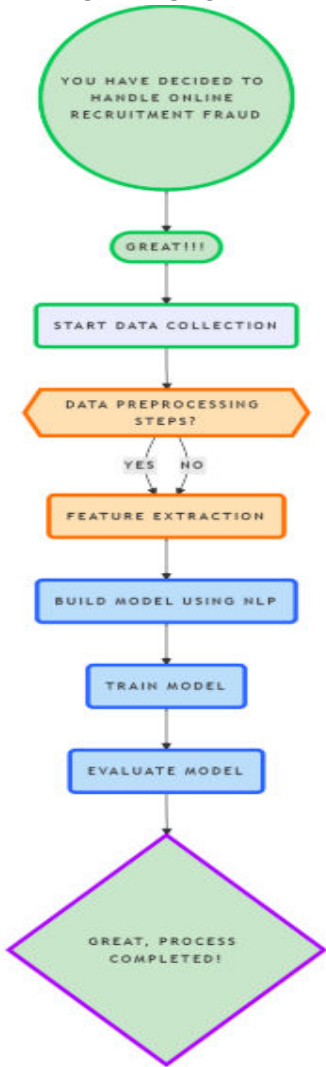 YOU HAVE DECIDED TO
HANDLE ONLINE
RECRUITMENT FRAUD
GREAT!!!
START DATA COLLECTION
DATA PREPROCESSING
STEPS?
YES
NO
FEATURE EXTRACTION
BUILD MODEL USING NLP
TRAIN MODEL
EVALUATE MODEL
GREAT, PROCESS
COMPLETED!